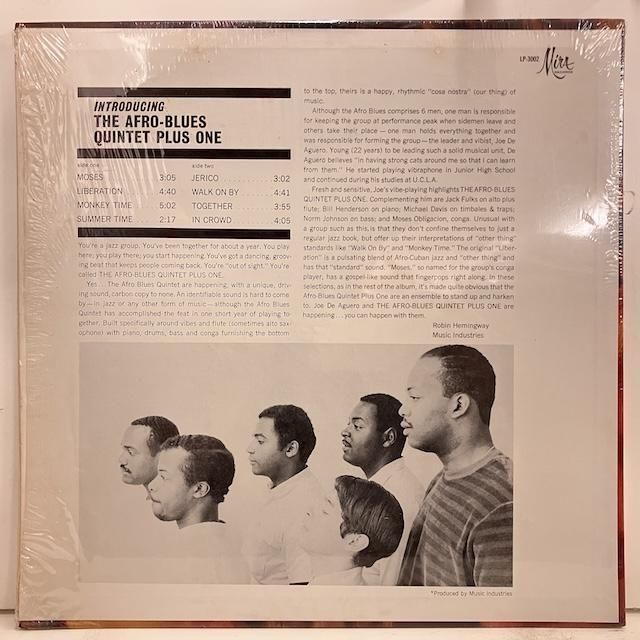 LP-3002 Mira
RECORDS
INTRODUCING
THE AFRO-BLUES
QUINTET PLUS ONE
side one side two
MOSES 3:05 JERICO 3:02
LIBERATION 4:40 WALK ON BY 4:41
MONKEY TIME 5:02 TOGETHER 3:55
SUMMER TIME 2:17 IN CROWD 4:05
You're a jazz group. You've been together for about a year. You play
here; you play there; you start happening. You've got a dancing, groov-
ing beat that keeps people coming back. You're "out of sight." You're
called THE AFRO-BLUES QUINTET PLUS ONE.
Yes ... The Afro Blues Quintet are happening, with a unique, driv-
ing sound, carbon copy to none. An identifiable sound is hard to come
by—in jazz or any other form of music—although the Afro Blues
Quintet has accomplished the feat in one short year of playing to-
gether. Built specifically around vibes and flute (sometimes alto sax-
ophone) with piano, drums, bass and conga furnishing the bottom
to the top, theirs is a happy, rhythmic "cosa nostra" (our thing) of
music.
Although the Afro Blues comprises 6 men, one man is responsible
for keeping the group at performance peak when sidemen leave and
others take their place — one man holds everything together and
was responsible for forming the group — the leader and vibist, Joe De
Aguero. Young (22 years) to be leading such a solid musical unit, De
Aguero believes "in having strong cats around me so that I can learn
from them." He started playing vibraphone in Junior High School
and continued during his studies at U.C.L.A.
Fresh and sensitive, Joe's vibe-playing highlights THE AFRO-BLUES
QUINTET PLUS ONE. Complementing him are Jack Fulks on alto plus
flute; Bill Henderson on piano; Michael Davis on timbales & traps;
Norm Johnson on bass; and Moses Obligacion, conga. Unusual with
a group such as this, is that they don't confine themselves to just a
regular jazz book, but offer up their interpretations of "other thing"
standards like "Walk On By" and "Monkey Time." The original "Liber-
ation" is a pulsating blend of Afro-Cuban jazz and "other thing" and
has that "standard" sound. "Moses," so named for the group's conga
player, has a gospel-like sound that fingerpops right along. In these
selections, as in the rest of the album, it's made quite obvious that the
Afro-Blues Quintet Plus One are an ensemble to stand up and harken
to. Joe De Aguero and THE AFRO-BLUES QUINTET PLUS ONE are
happening ... you can happen with them.
Robin Hemingway
Music Industries
*Produced by Music Industries